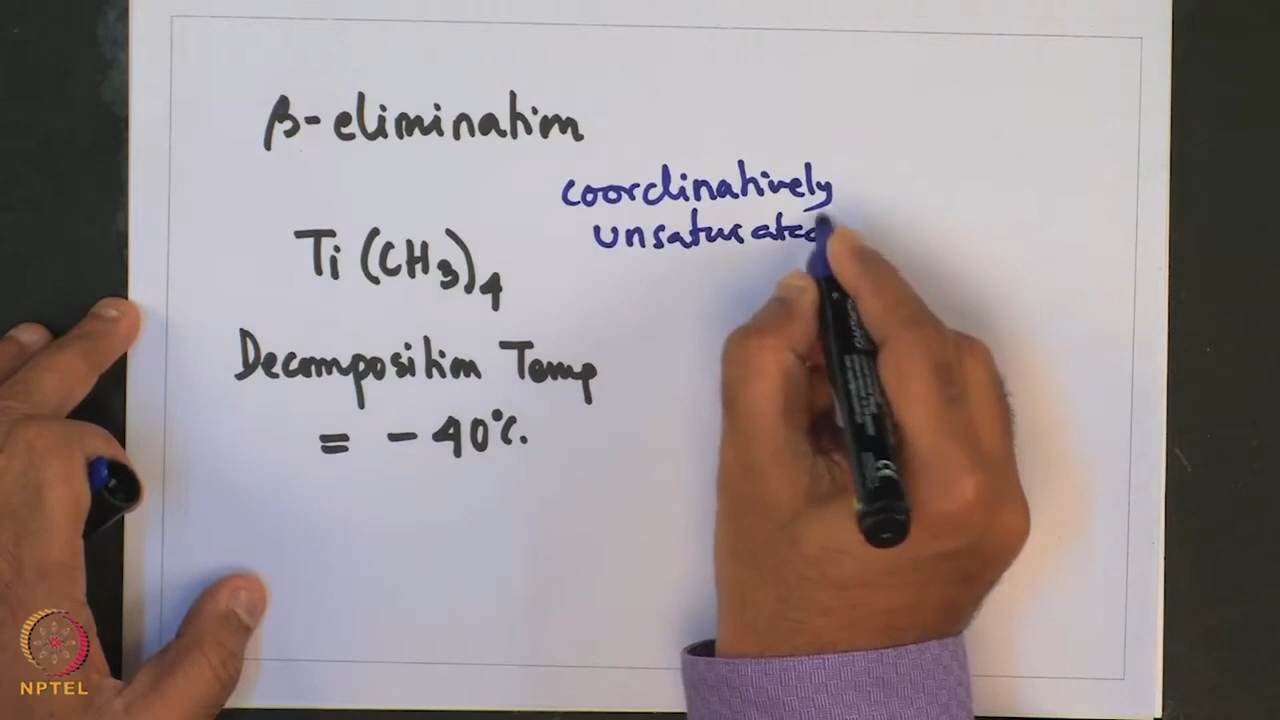 β-elimination
coordinatively
unsaturated
Ti(CH₃)₄
Decomposition Temp
= -40°C.
NPTEL